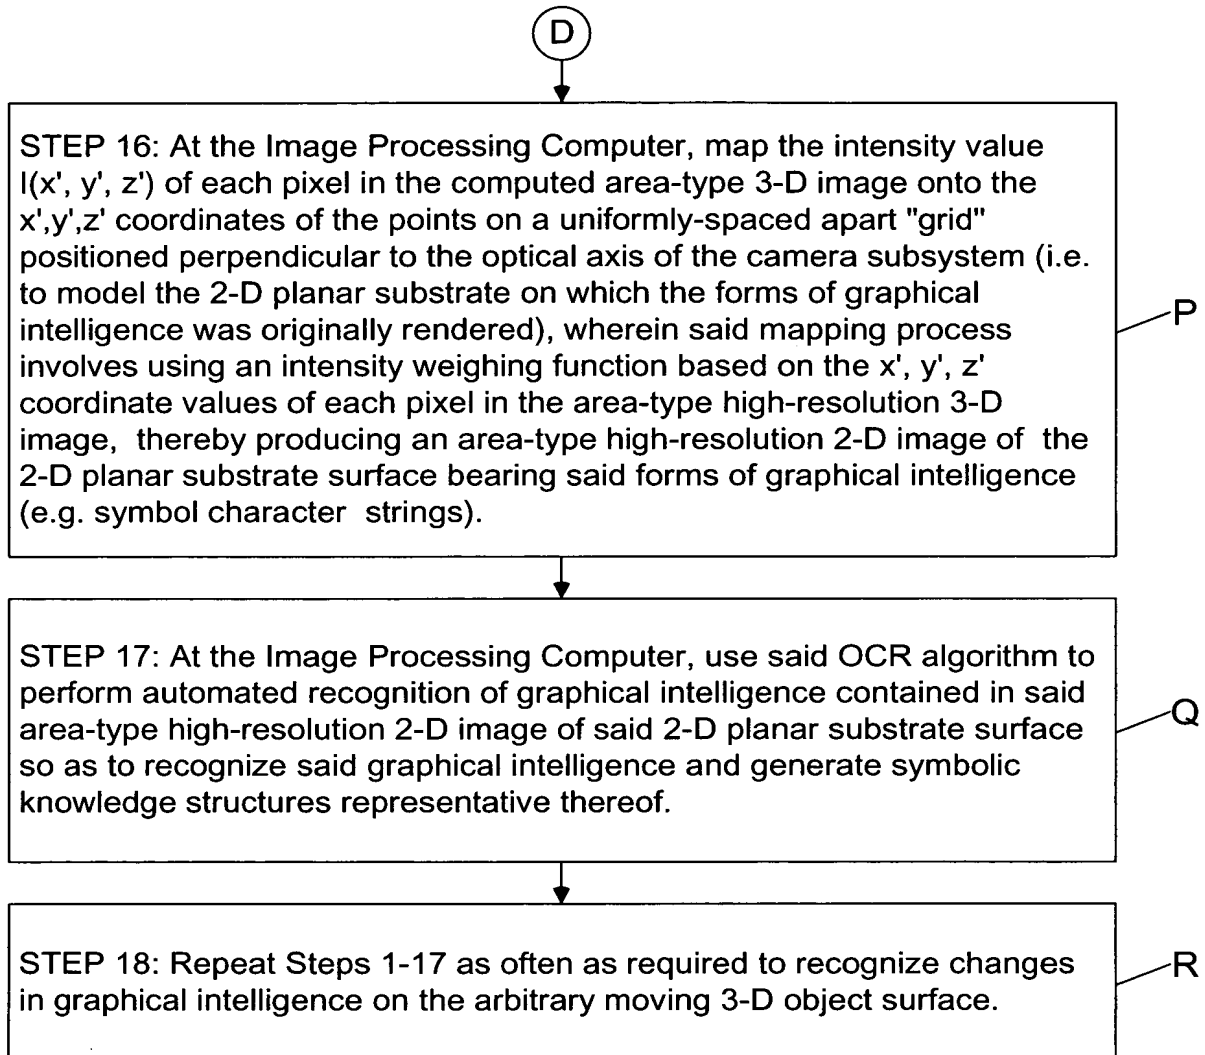 D
STEP 16: At the Image Processing Computer, map the intensity value
I(x', y', z') of each pixel in the computed area-type 3-D image onto the
x',y',z' coordinates of the points on a uniformly-spaced apart "grid"
positioned perpendicular to the optical axis of the camera subsystem (i.e.
to model the 2-D planar substrate on which the forms of graphical
intelligence was originally rendered), wherein said mapping process
involves using an intensity weighing function based on the x', y', z'
coordinate values of each pixel in the area-type high-resolution 3-D
image, thereby producing an area-type high-resolution 2-D image of the
2-D planar substrate surface bearing said forms of graphical intelligence
(e.g. symbol character strings).
P
STEP 17: At the Image Processing Computer, use said OCR algorithm to
perform automated recognition of graphical intelligence contained in said
area-type high-resolution 2-D image of said 2-D planar substrate surface
so as to recognize said graphical intelligence and generate symbolic
knowledge structures representative thereof.
Q
STEP 18: Repeat Steps 1-17 as often as required to recognize changes
in graphical intelligence on the arbitrary moving 3-D object surface.
R